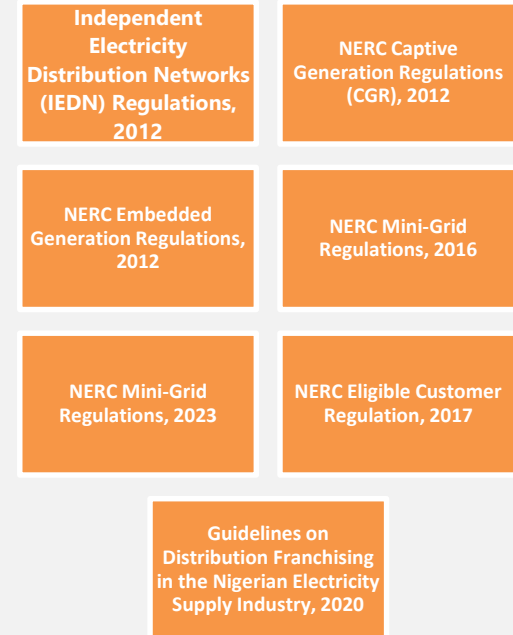 Independent
Electricity
Distribution Networks
(IEDN) Regulations,
2012
NERC Captive
Generation Regulations
(CGR), 2012
NERC Embedded
Generation Regulations,
2012
NERC Mini-Grid
Regulations, 2016
NERC Mini-Grid
Regulations, 2023
NERC Eligible Customer
Regulation, 2017
Guidelines on
Distribution Franchising
in the Nigerian Electricity
Supply Industry, 2020